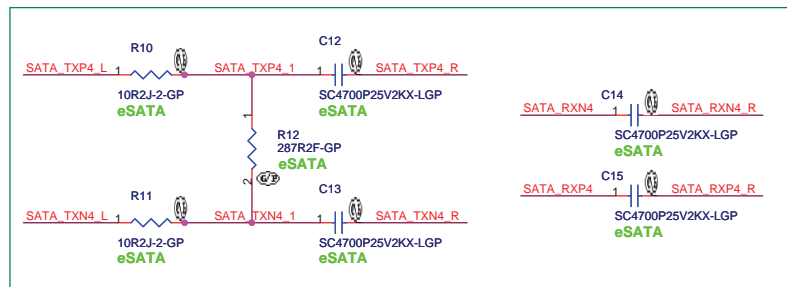 R10
SATA_TXP4_L 1
10R2J-2-GP
eSATA
SATA_TXP4_1
C12
1 SATA_TXP4_R
SC4700P25V2KX-LGP
eSATA
1
R12
287R2F-GP
eSATA
2
G/P
R11
SATA_TXN4_L 1
10R2J-2-GP
eSATA
SATA_TXN4_1
C13
1 SATA_TXN4_R
SC4700P25V2KX-LGP
eSATA
C14
SATA_RXN4 1 SATA_RXN4_R
SC4700P25V2KX-LGP
eSATA
C15
SATA_RXP4 1 SATA_RXP4_R
SC4700P25V2KX-LGP
eSATA